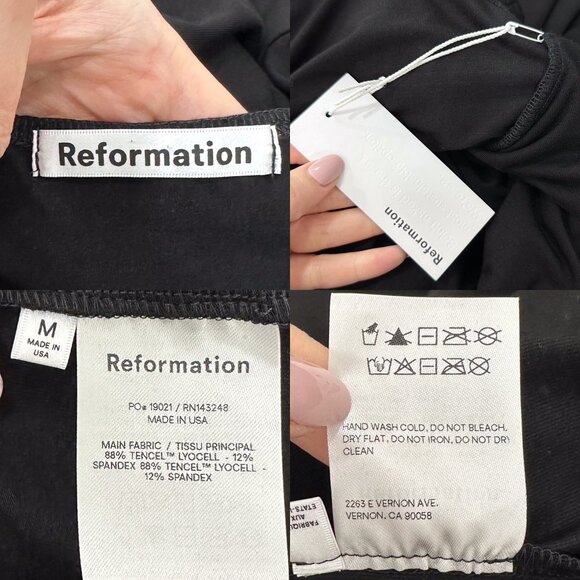 Reformation
Reformation
M
MADE IN
USA
Reformation
PO# 19021 / RN143248
MADE IN USA
MAIN FABRIC / TISSU PRINCIPAL
88% TENCEL™ LYOCELL - 12%
SPANDEX 88% TENCEL™ LYOCELL
- 12% SPANDEX
HAND WASH COLD, DO NOT BLEACH,
DRY FLAT, DO NOT IRON, DO NOT DRY
CLEAN
2263 E VERNON AVE.
VERNON, CA 90058